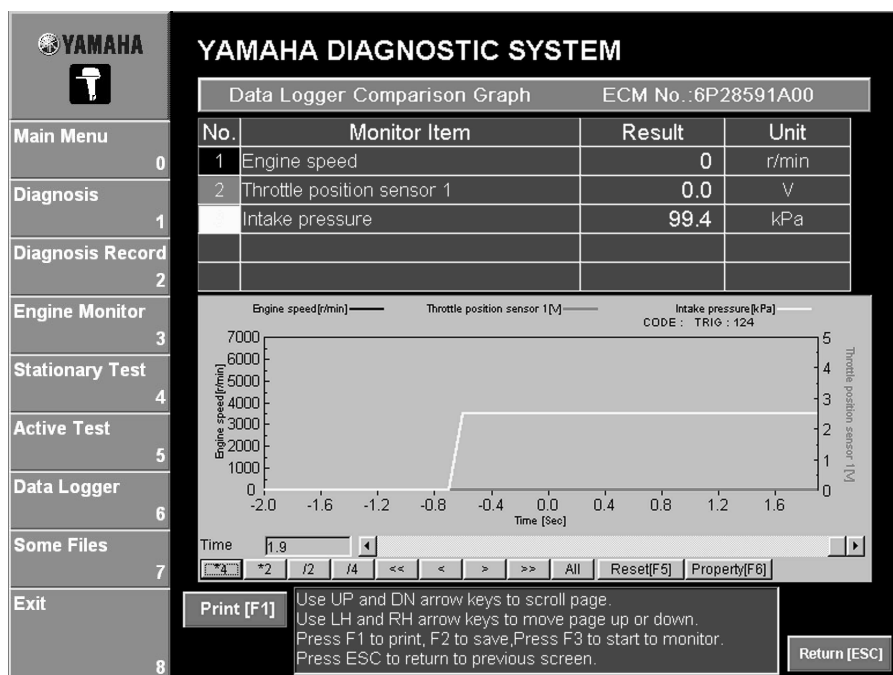 YAMAHA
YAMAHA DIAGNOSTIC SYSTEM
Data Logger Comparison Graph ECM No.:6P28591A00
Main Menu
0
Diagnosis
1
Diagnosis Record
2
Engine Monitor
3
Stationary Test
4
Active Test
5
Data Logger
6
Some Files
7
Exit
8
No. Monitor Item Result Unit
1 Engine speed 0 r/min
2 Throttle position sensor 1 0.0 V
Intake pressure 99.4 kPa
Engine speed[r/min] Throttle position sensor 1[V] Intake pressure[kPa]
CODE : TRIG : 124
Engine speed[r/min]
7000
6000
5000
4000
3000
2000
1000
0
5
4
3
2
1
0
Throttle position sensor 1[V]
-2.0 -1.6 -1.2 -0.8 -0.4 0.0 0.4 0.8 1.2 1.6
Time [Sec]
Time 1.9
*4 *2 /2 /4 << < > >> All Reset[F5] Property[F6]
Print [F1]
Use UP and DN arrow keys to scroll page.
Use LH and RH arrow keys to move page up or down.
Press F1 to print, F2 to save,Press F3 to start to monitor.
Press ESC to return to previous screen.
Return [ESC]